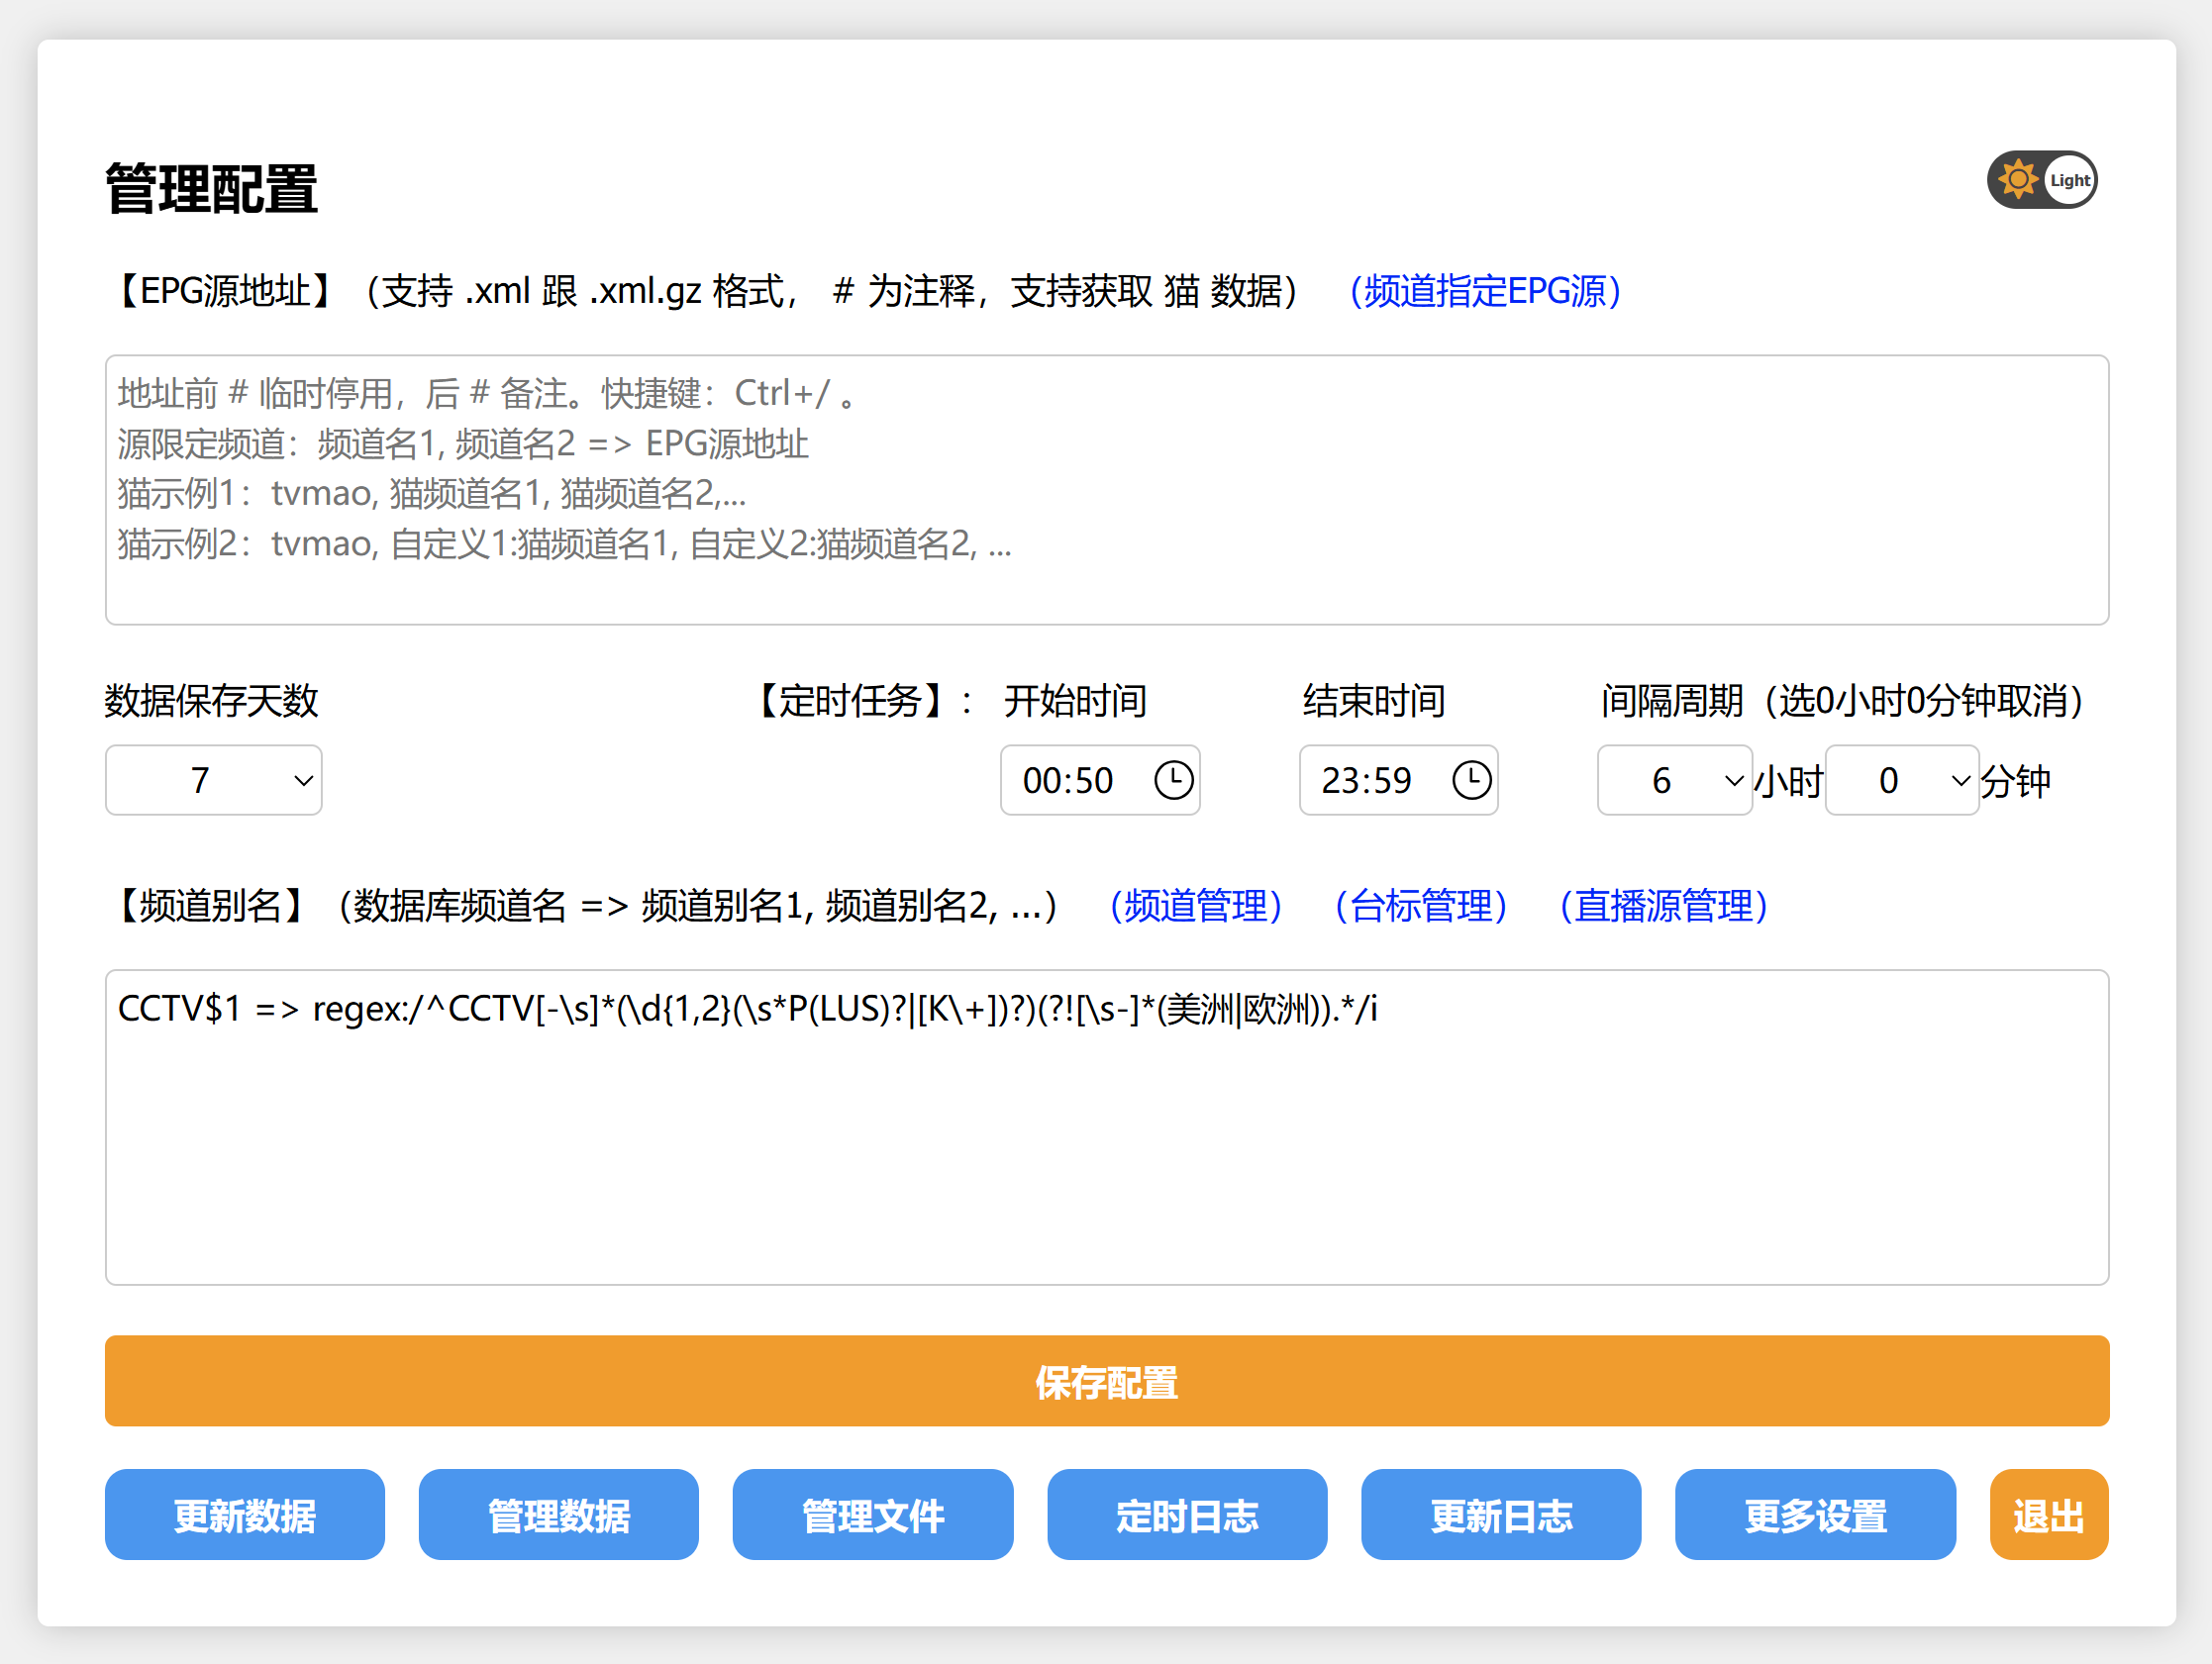 管理配置
Light
【EPG源地址】（支持 .xml 跟 .xml.gz 格式， # 为注释，支持获取 猫 数据） （频道指定EPG源）
地址前 # 临时停用，后 # 备注。快捷键：Ctrl+/ 。
源限定频道：频道名1, 频道名2 => EPG源地址
猫示例1：tvmao, 猫频道名1, 猫频道名2,...
猫示例2：tvmao, 自定义1:猫频道名1, 自定义2:猫频道名2, ...
数据保存天数 【定时任务】： 开始时间 结束时间 间隔周期（选0小时0分钟取消）
7 00:50 23:59 6 小时 0 分钟
【频道别名】（数据库频道名 => 频道别名1, 频道别名2, ...） （频道管理） （台标管理） （直播源管理）
CCTV$1 => regex:/^CCTV[-\s]*(\d{1,2}(\s*P(LUS)?|[K\+])?)(?![\s-]*(美洲|欧洲)).*/i
保存配置
更新数据 管理数据 管理文件 定时日志 更新日志 更多设置 退出